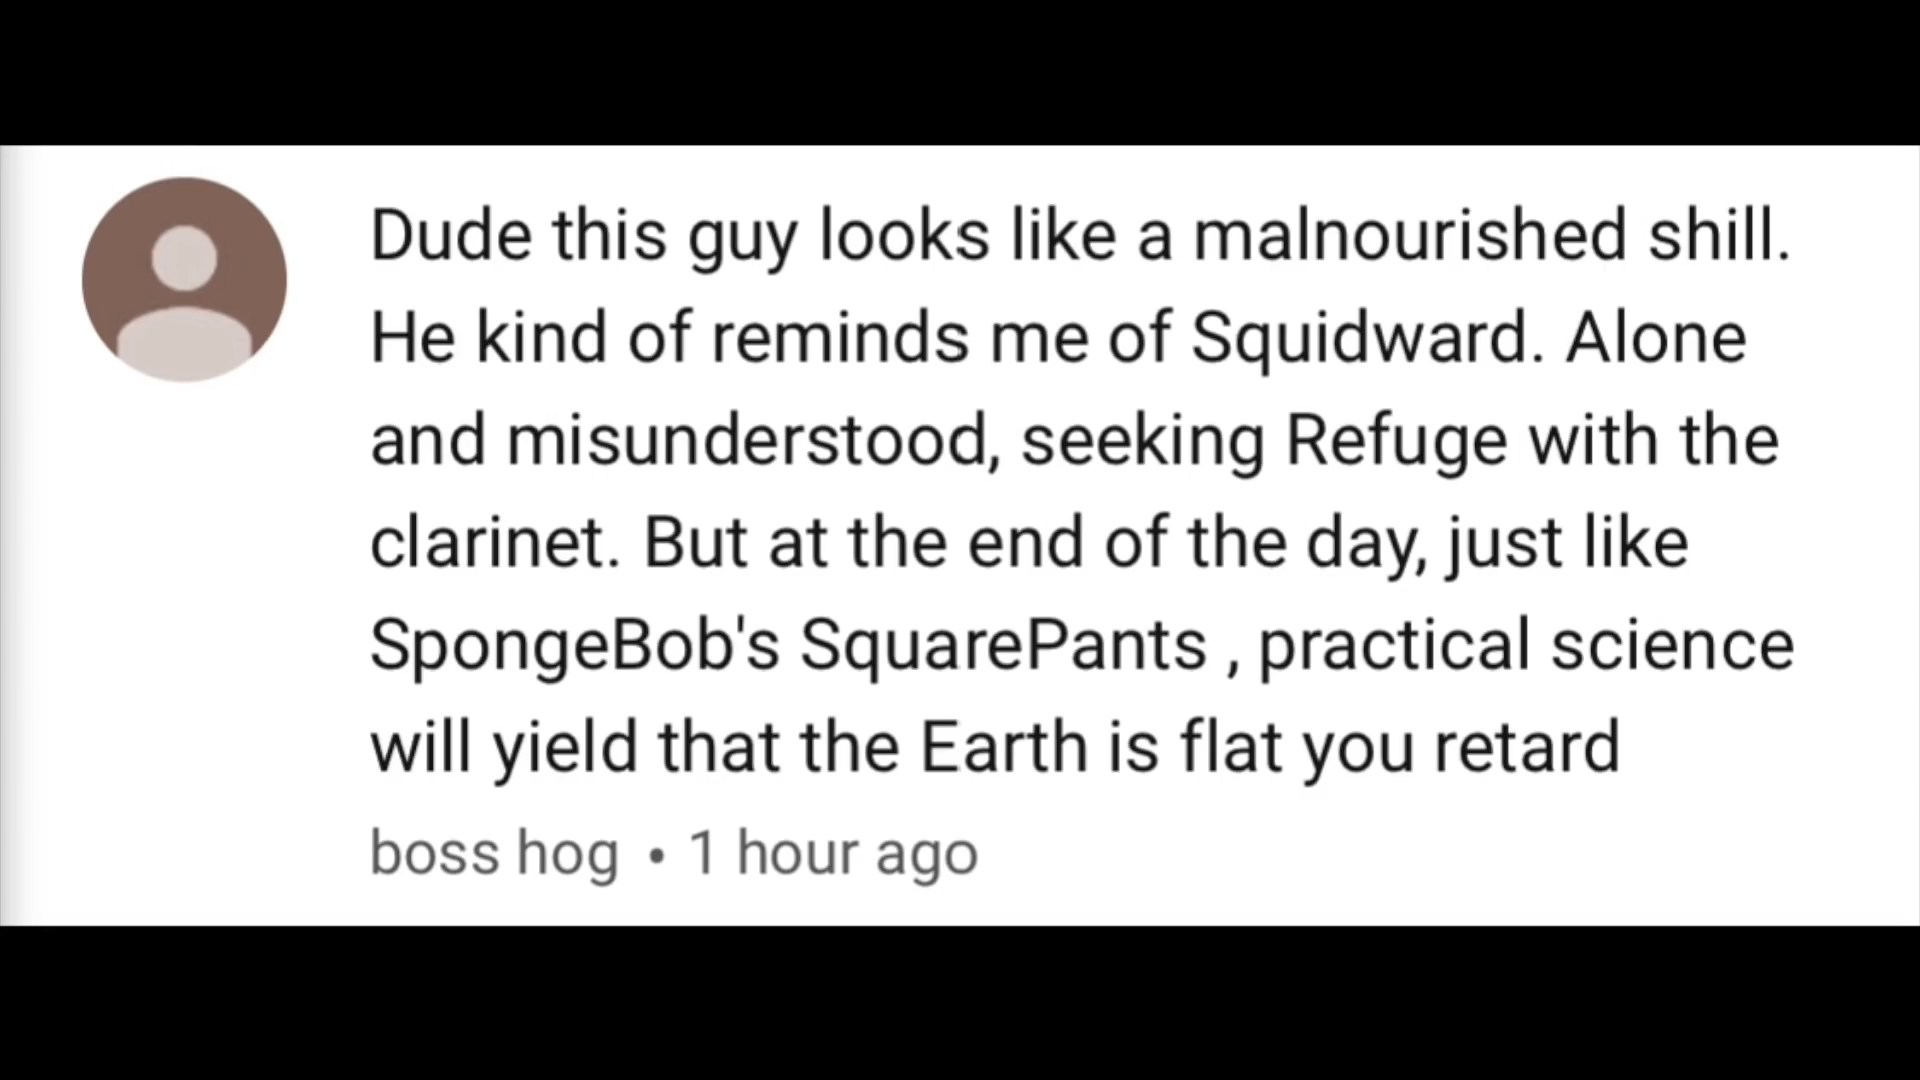 Dude this guy looks like a malnourished shill.
He kind of reminds me of Squidward. Alone
and misunderstood, seeking Refuge with the
clarinet. But at the end of the day, just like
SpongeBob's SquarePants , practical science
will yield that the Earth is flat you retard
boss hog • 1 hour ago